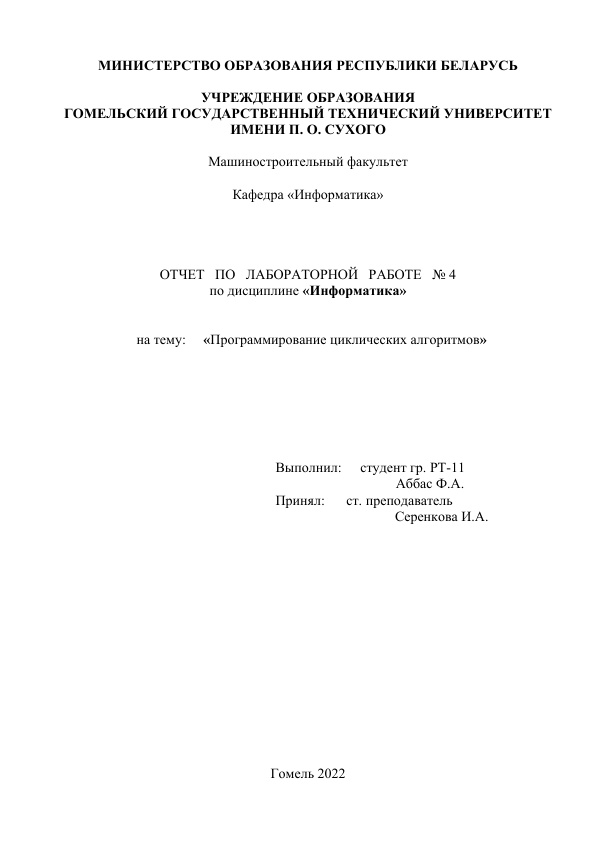 МИНИСТЕРСТВО ОБРАЗОВАНИЯ РЕСПУБЛИКИ БЕЛАРУСЬ
УЧРЕЖДЕНИЕ ОБРАЗОВАНИЯ
ГОМЕЛЬСКИЙ ГОСУДАРСТВЕННЫЙ ТЕХНИЧЕСКИЙ УНИВЕРСИТЕТ
ИМЕНИ П. О. СУХОГО
Машиностроительный факультет
Кафедра «Информатика»
ОТЧЕТ ПО ЛАБОРАТОРНОЙ РАБОТЕ № 4
по дисциплине «Информатика»
на тему: «Программирование циклических алгоритмов»
Выполнил: студент гр. РТ-11
Аббас Ф.А.
Принял: ст. преподаватель
Серенкова И.А.
Гомель 2022